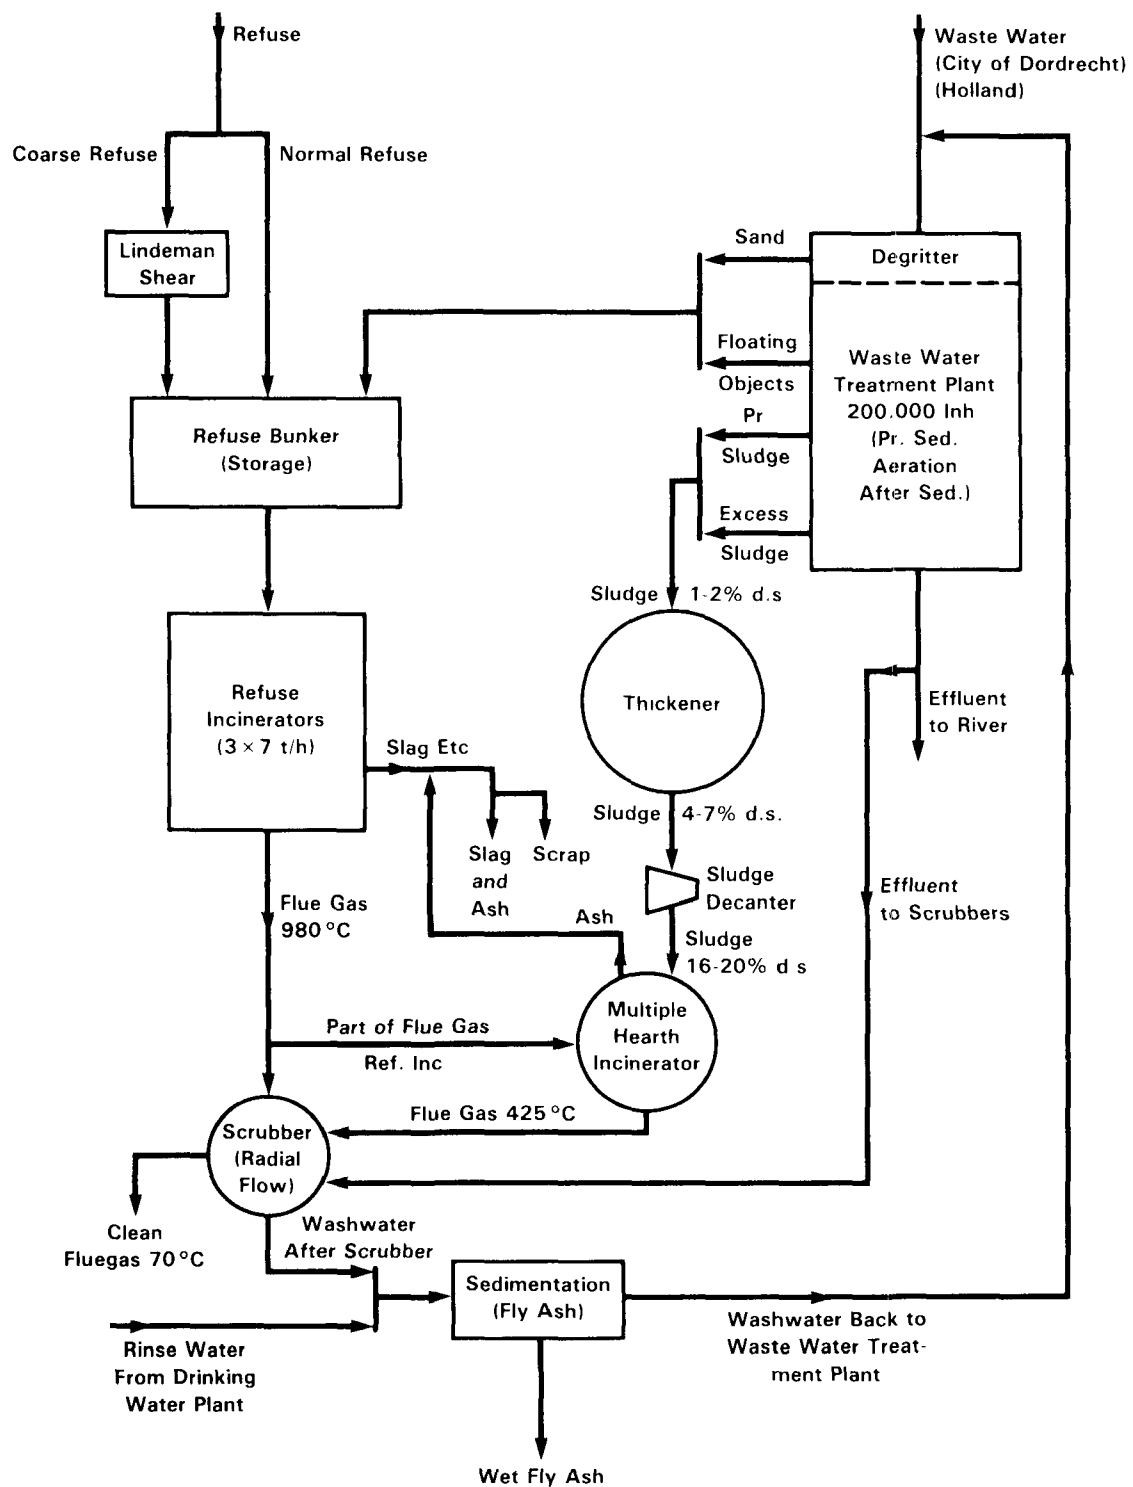 Refuse
Waste Water
(City of Dordrecht)
(Holland)
Coarse Refuse
Normal Refuse
Lindeman
Shear
Sand
Degritter
Floating
Objects
Waste Water
Treatment Plant
200.000 Inh
(Pr. Sed.
Aeration
After Sed.)
Pr
Sludge
Excess
Sludge
Refuse Bunker
(Storage)
Sludge 1-2% d.s
Thickener
Refuse
Incinerators
(3 × 7 t/h)
Slag Etc
Effluent
to River
Sludge 4-7% d.s.
Slag
and
Ash
Scrap
Sludge
Decanter
Effluent
to Scrubbers
Flue Gas
980 °C
Ash
Sludge
16-20% d s
Multiple
Hearth
Incinerator
Part of Flue Gas
Ref. Inc
Flue Gas 425 °C
Scrubber
(Radial
Flow)
Clean
Fluegas 70 °C
Washwater
After Scrubber
Sedimentation
(Fly Ash)
Rinse Water
From Drinking
Water Plant
Washwater Back to
Waste Water Treat-
ment Plant
Wet Fly Ash